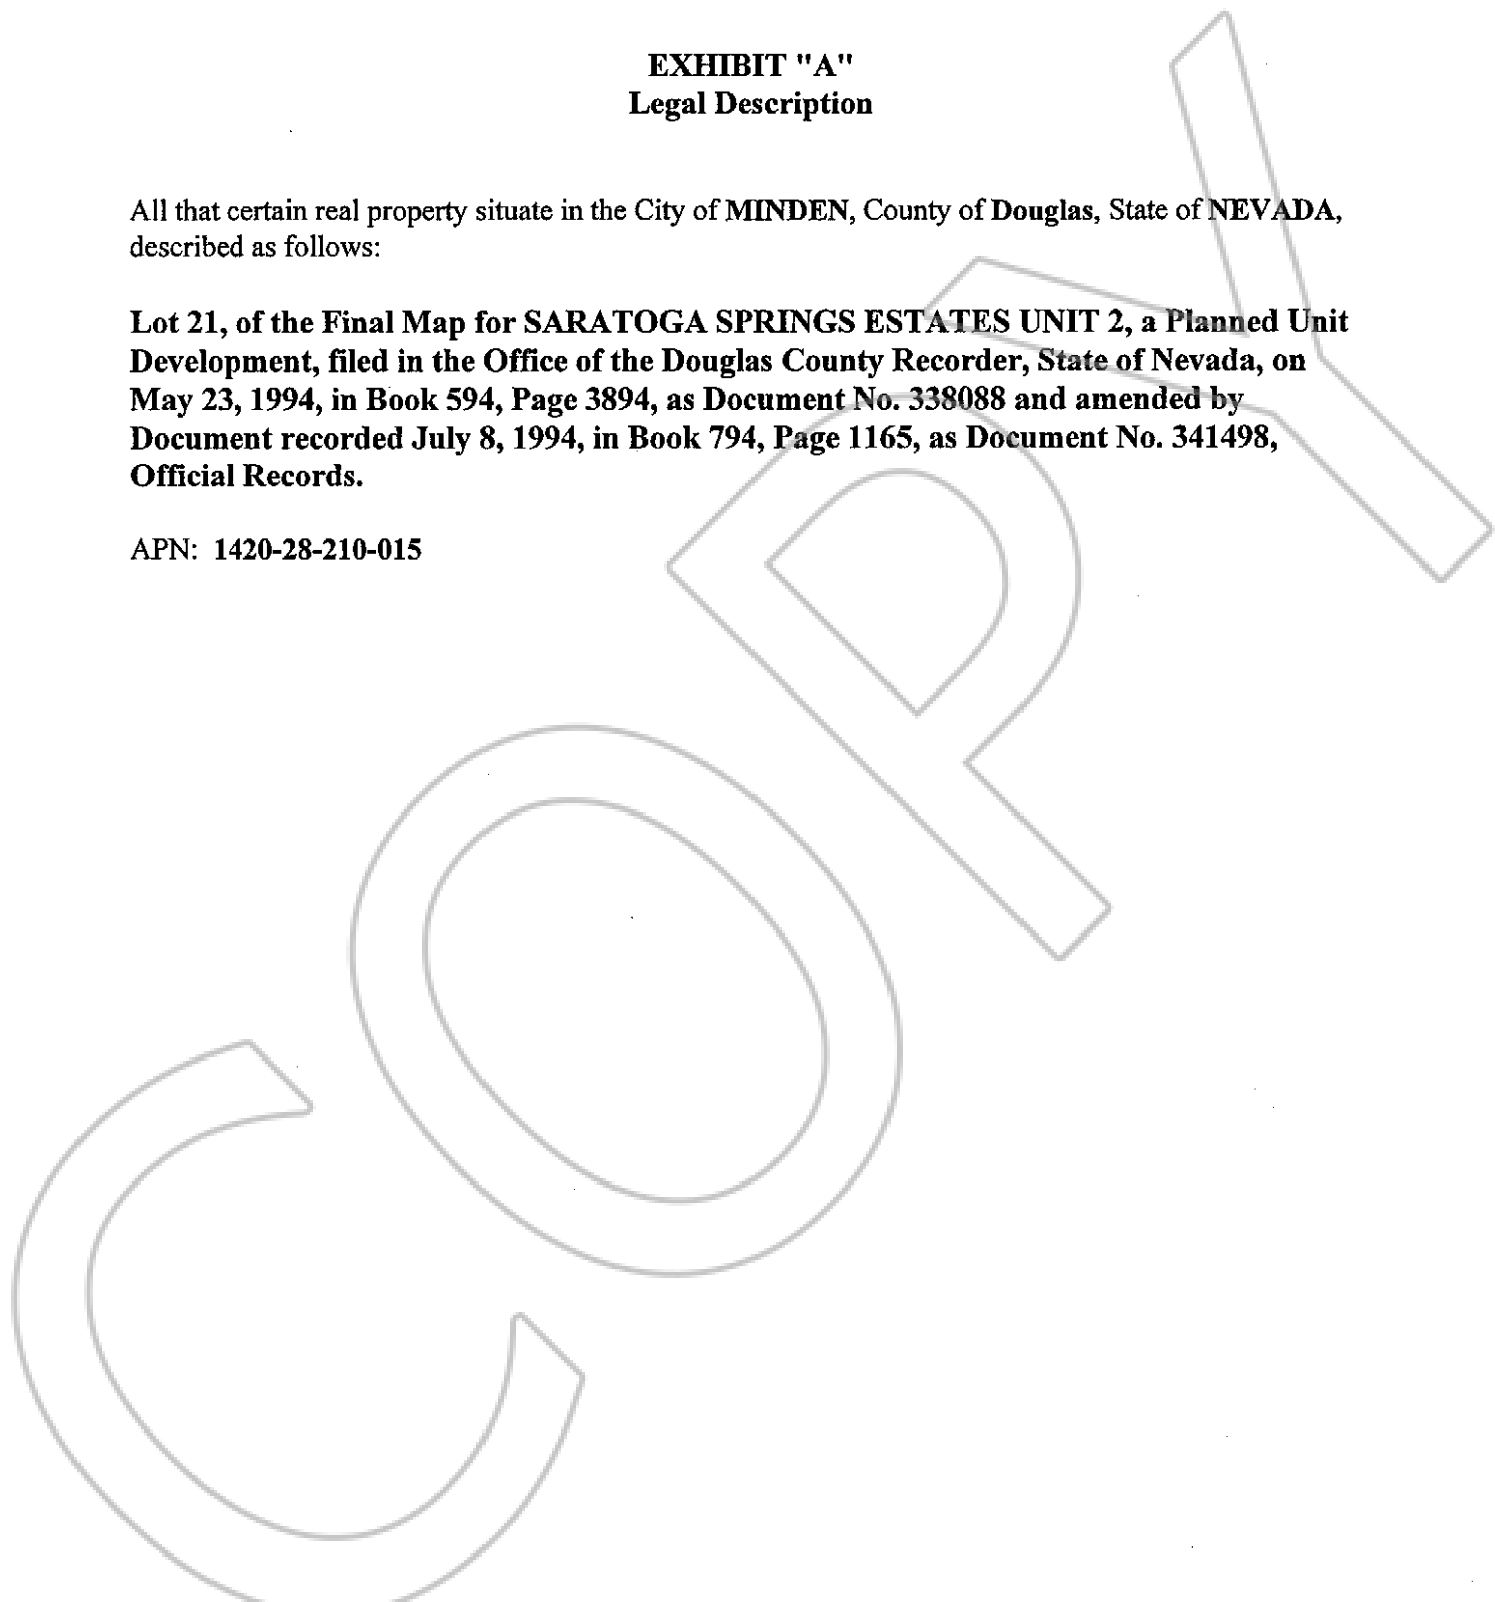 EXHIBIT "A"
Legal Description
All that certain real property situate in the City of MINDEN, County of Douglas, State of NEVADA,
described as follows:
Lot 21, of the Final Map for SARATOGA SPRINGS ESTATES UNIT 2, a Planned Unit
Development, filed in the Office of the Douglas County Recorder, State of Nevada, on
May 23, 1994, in Book 594, Page 3894, as Document No. 338088 and amended by
Document recorded July 8, 1994, in Book 794, Page 1165, as Document No. 341498,
Official Records.
APN: 1420-28-210-015
COPY